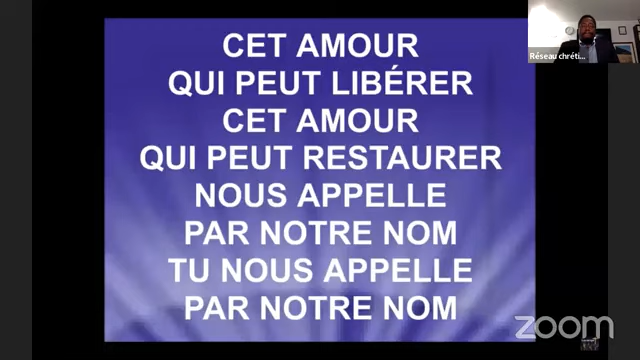 CET AMOUR
QUI PEUT LIBÉRER
CET AMOUR
QUI PEUT RESTAURER
NOUS APPELLE
PAR NOTRE NOM
TU NOUS APPELLE
PAR NOTRE NOM
Réseau chréti...
zoom